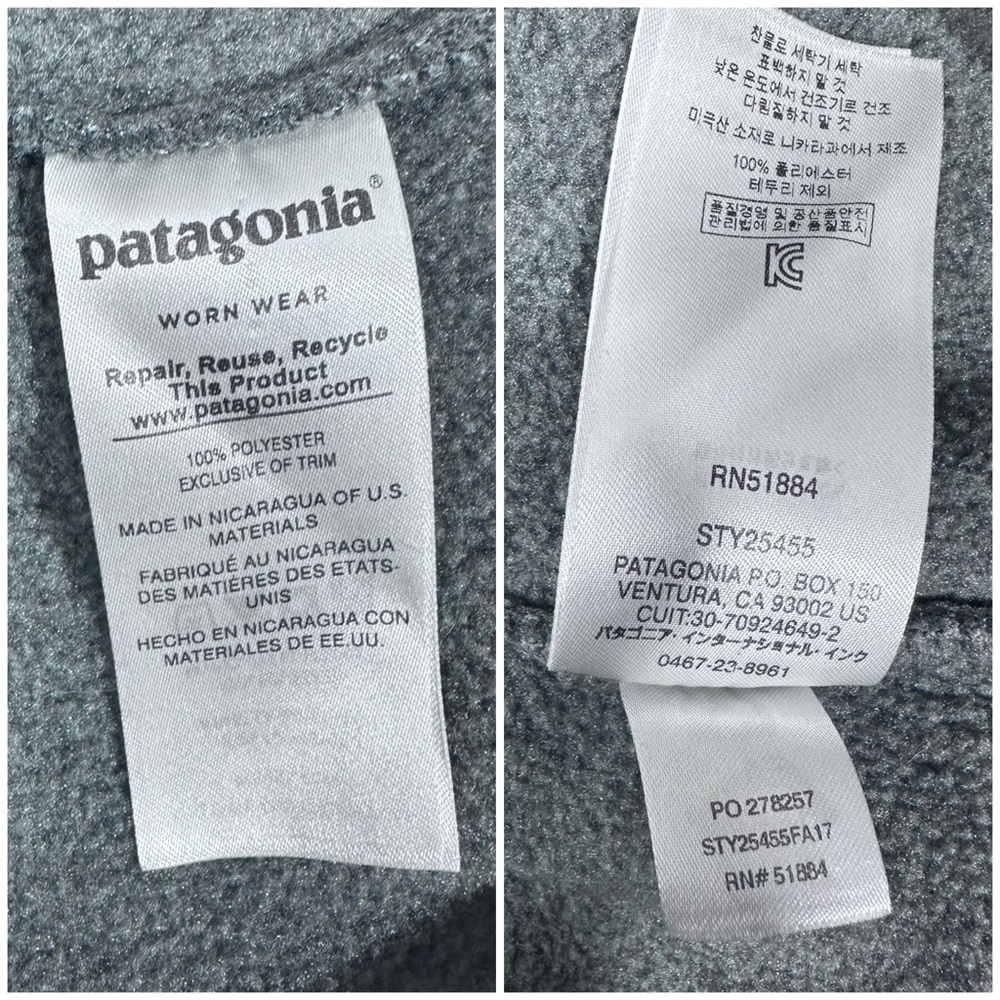 patagonia®
WORN WEAR
Repair, Reuse, Recycle
This Product
www.patagonia.com
100% POLYESTER
EXCLUSIVE OF TRIM
MADE IN NICARAGUA OF U.S.
MATERIALS
FABRIQUÉ AU NICARAGUA
DES MATIÈRES DES ETATS-
UNIS
HECHO EN NICARAGUA CON
MATERIALES DE EE.UU.
찬물로 세탁기 세탁
표백하지 말 것
낮은 온도에서 건조기로 건조
다림질하지 말 것
미국산 소재로 니카라과에서 제조
100% 폴리에스터
테두리 제외
품질경영 및 공산품안전
관리법에 의한 품질표시
KC
RN51884
STY25455
PATAGONIA P.O. BOX 150
VENTURA, CA 93002 US
CUIT:30-70924649-2
パタゴニア・インターナショナル・インク
0467-23-8961
PO 278257
STY25455FA17
RN# 51884